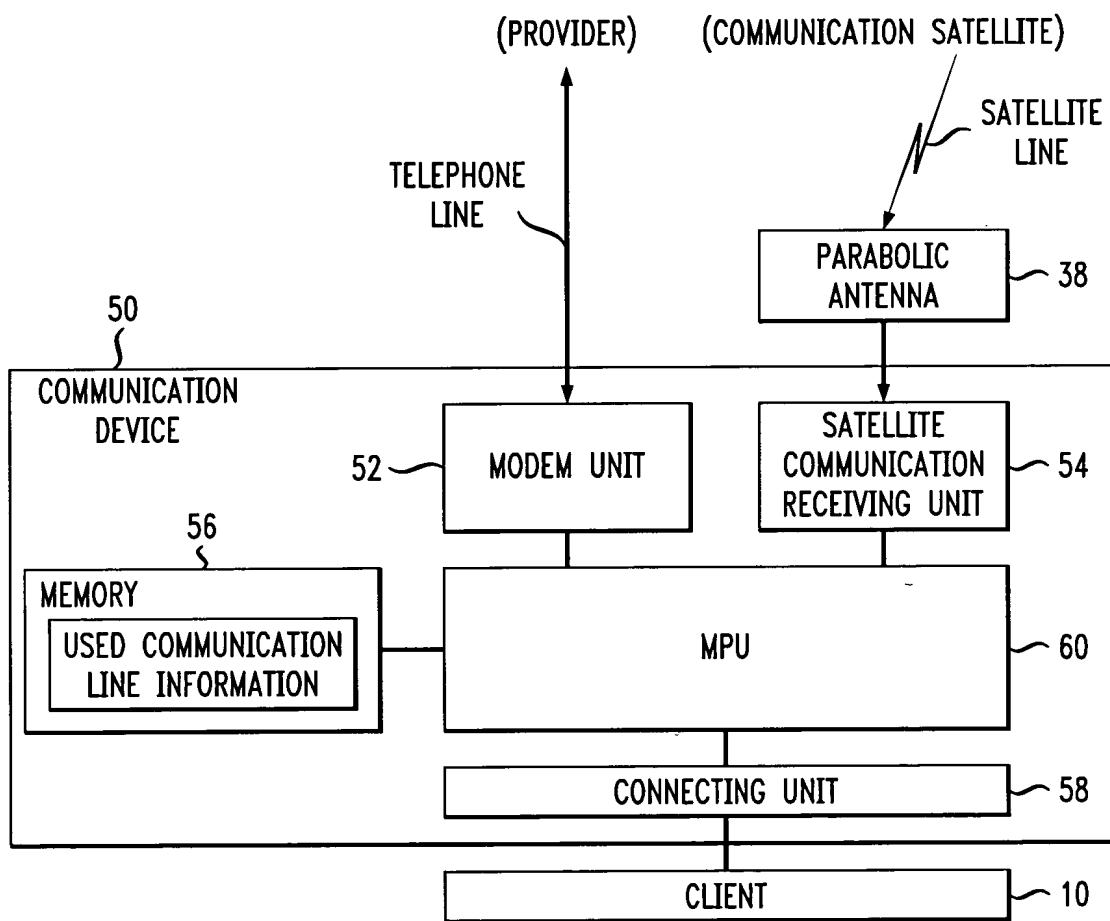 (PROVIDER)
(COMMUNICATION SATELLITE)
SATELLITE
LINE
TELEPHONE
LINE
PARABOLIC
ANTENNA
38
50
COMMUNICATION
DEVICE
52
MODEM UNIT
SATELLITE
COMMUNICATION
RECEIVING UNIT
54
56
MEMORY
USED COMMUNICATION
LINE INFORMATION
MPU
60
CONNECTING UNIT
58
CLIENT
10